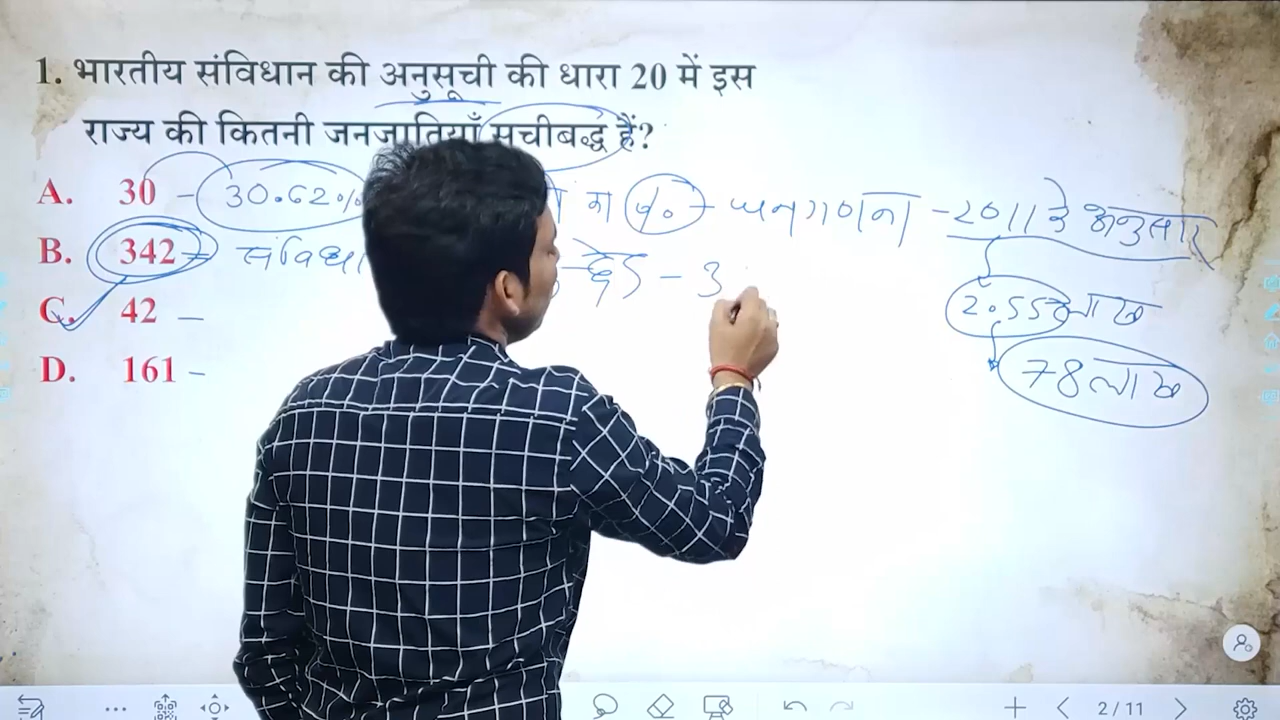 1. भारतीय संविधान की अनुसूची की धारा 20 में इस
राज्य की कितनी जनजातियाँ सूचीबद्ध हैं?
A. 30 - 30.62% का % - जनगणना - 2011 के अनुसार
B. 342 - संविधा छेद - 3
2.55 लाख
C. 42 -
78 लाख
D. 161 -
2 / 11